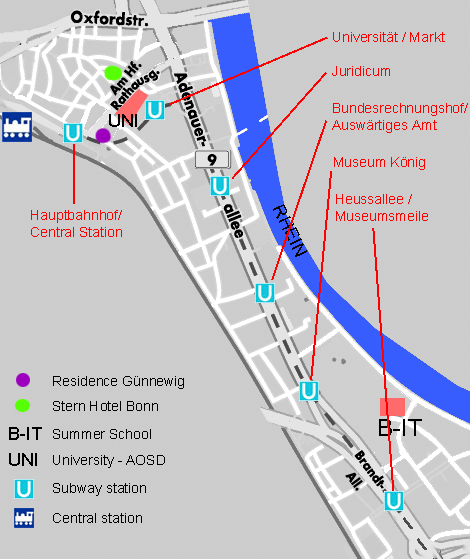 Oxfordstr.
Universität / Markt
Am Hf.
Rathausg.
Juridicum
Adenauer-
UNI
U
Bundesrechnungshof/
Auswärtiges Amt
U
9
Museum König
U
Heussallee /
Museumsmeile
allee
Hauptbahnhof/
Central Station
RHEIN
U
Residence Günnewig
U
Stern Hotel Bonn
B-IT
B-IT Summer School
UNI University - AOSD
Brandt-
All.
U Subway station
U
Central station